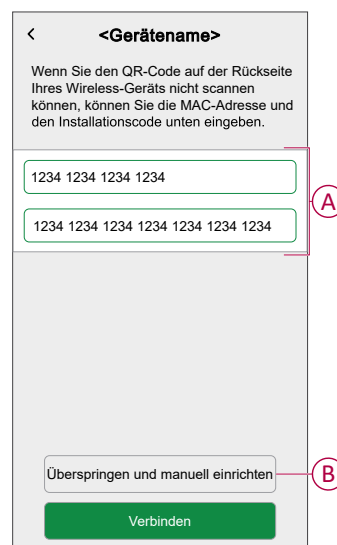 <Gerätename>
Wenn Sie den QR-Code auf der Rückseite
Ihres Wireless-Geräts nicht scannen
können, können Sie die MAC-Adresse und
den Installationscode unten eingeben.
1234 1234 1234 1234
1234 1234 1234 1234 1234 1234
A
Überspringen und manuell einrichten
B
Verbinden